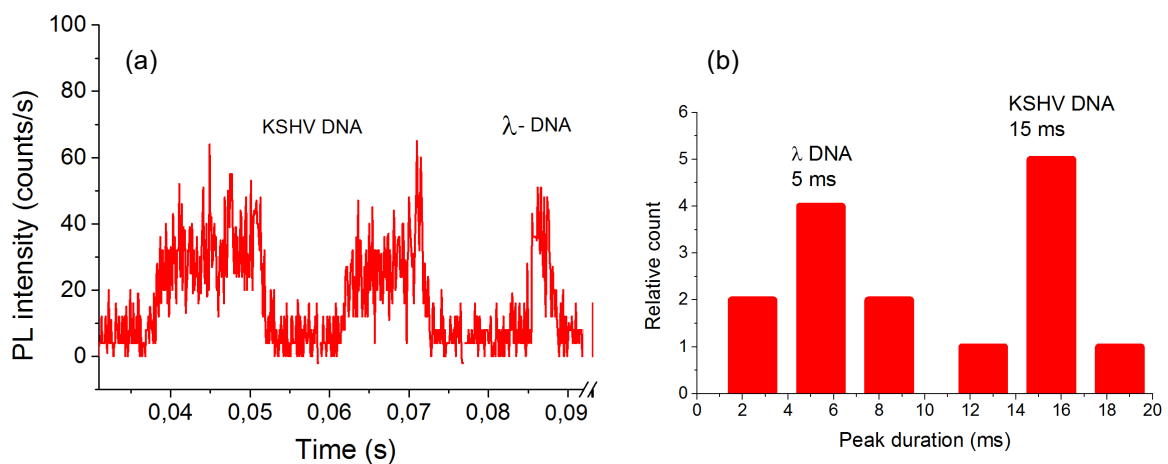 (a)
PL intensity (counts/s)
100
80
60
40
20
0
KSHV DNA
λ- DNA
0,04 0,05 0,06 0,07 0,08 0,09
Time (s)
(b)
Relative count
6
5
4
3
2
1
0
λ DNA
5 ms
KSHV DNA
15 ms
0 2 4 6 8 10 12 14 16 18 20
Peak duration (ms)